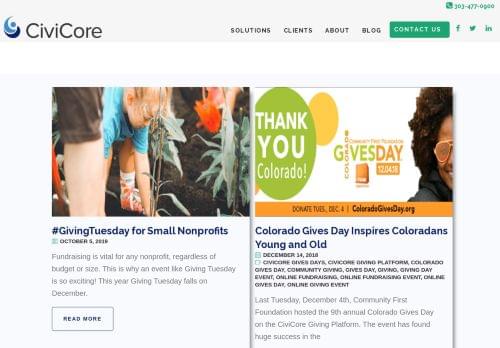 303-477-0900
CiviCore
SOLUTIONS CLIENTS ABOUT BLOG CONTACT US
THANK
YOU
Colorado!
Community First Foundation
COLORADO
GIVESDAY
12.04.18
DONATE TUES., DEC. 4 | ColoradoGivesDay.org
#GivingTuesday for Small Nonprofits
OCTOBER 5, 2019
Fundraising is vital for any nonprofit, regardless of
budget or size. This is why an event like Giving Tuesday
is so exciting! This year Giving Tuesday falls on
December.
READ MORE
Colorado Gives Day Inspires Coloradans
Young and Old
DECEMBER 14, 2018
CIVICORE GIVES DAYS, CIVICORE GIVING PLATFORM, COLORADO
GIVES DAY, COMMUNITY GIVING, GIVES DAY, GIVING, GIVING DAY
EVENT, ONLINE FUNDRAISING, ONLINE FUNDRAISING EVENT, ONLINE
GIVES DAY, ONLINE GIVING EVENT
Last Tuesday, December 4th, Community First
Foundation hosted the 9th annual Colorado Gives Day
on the CiviCore Giving Platform. The event has found
huge success in the